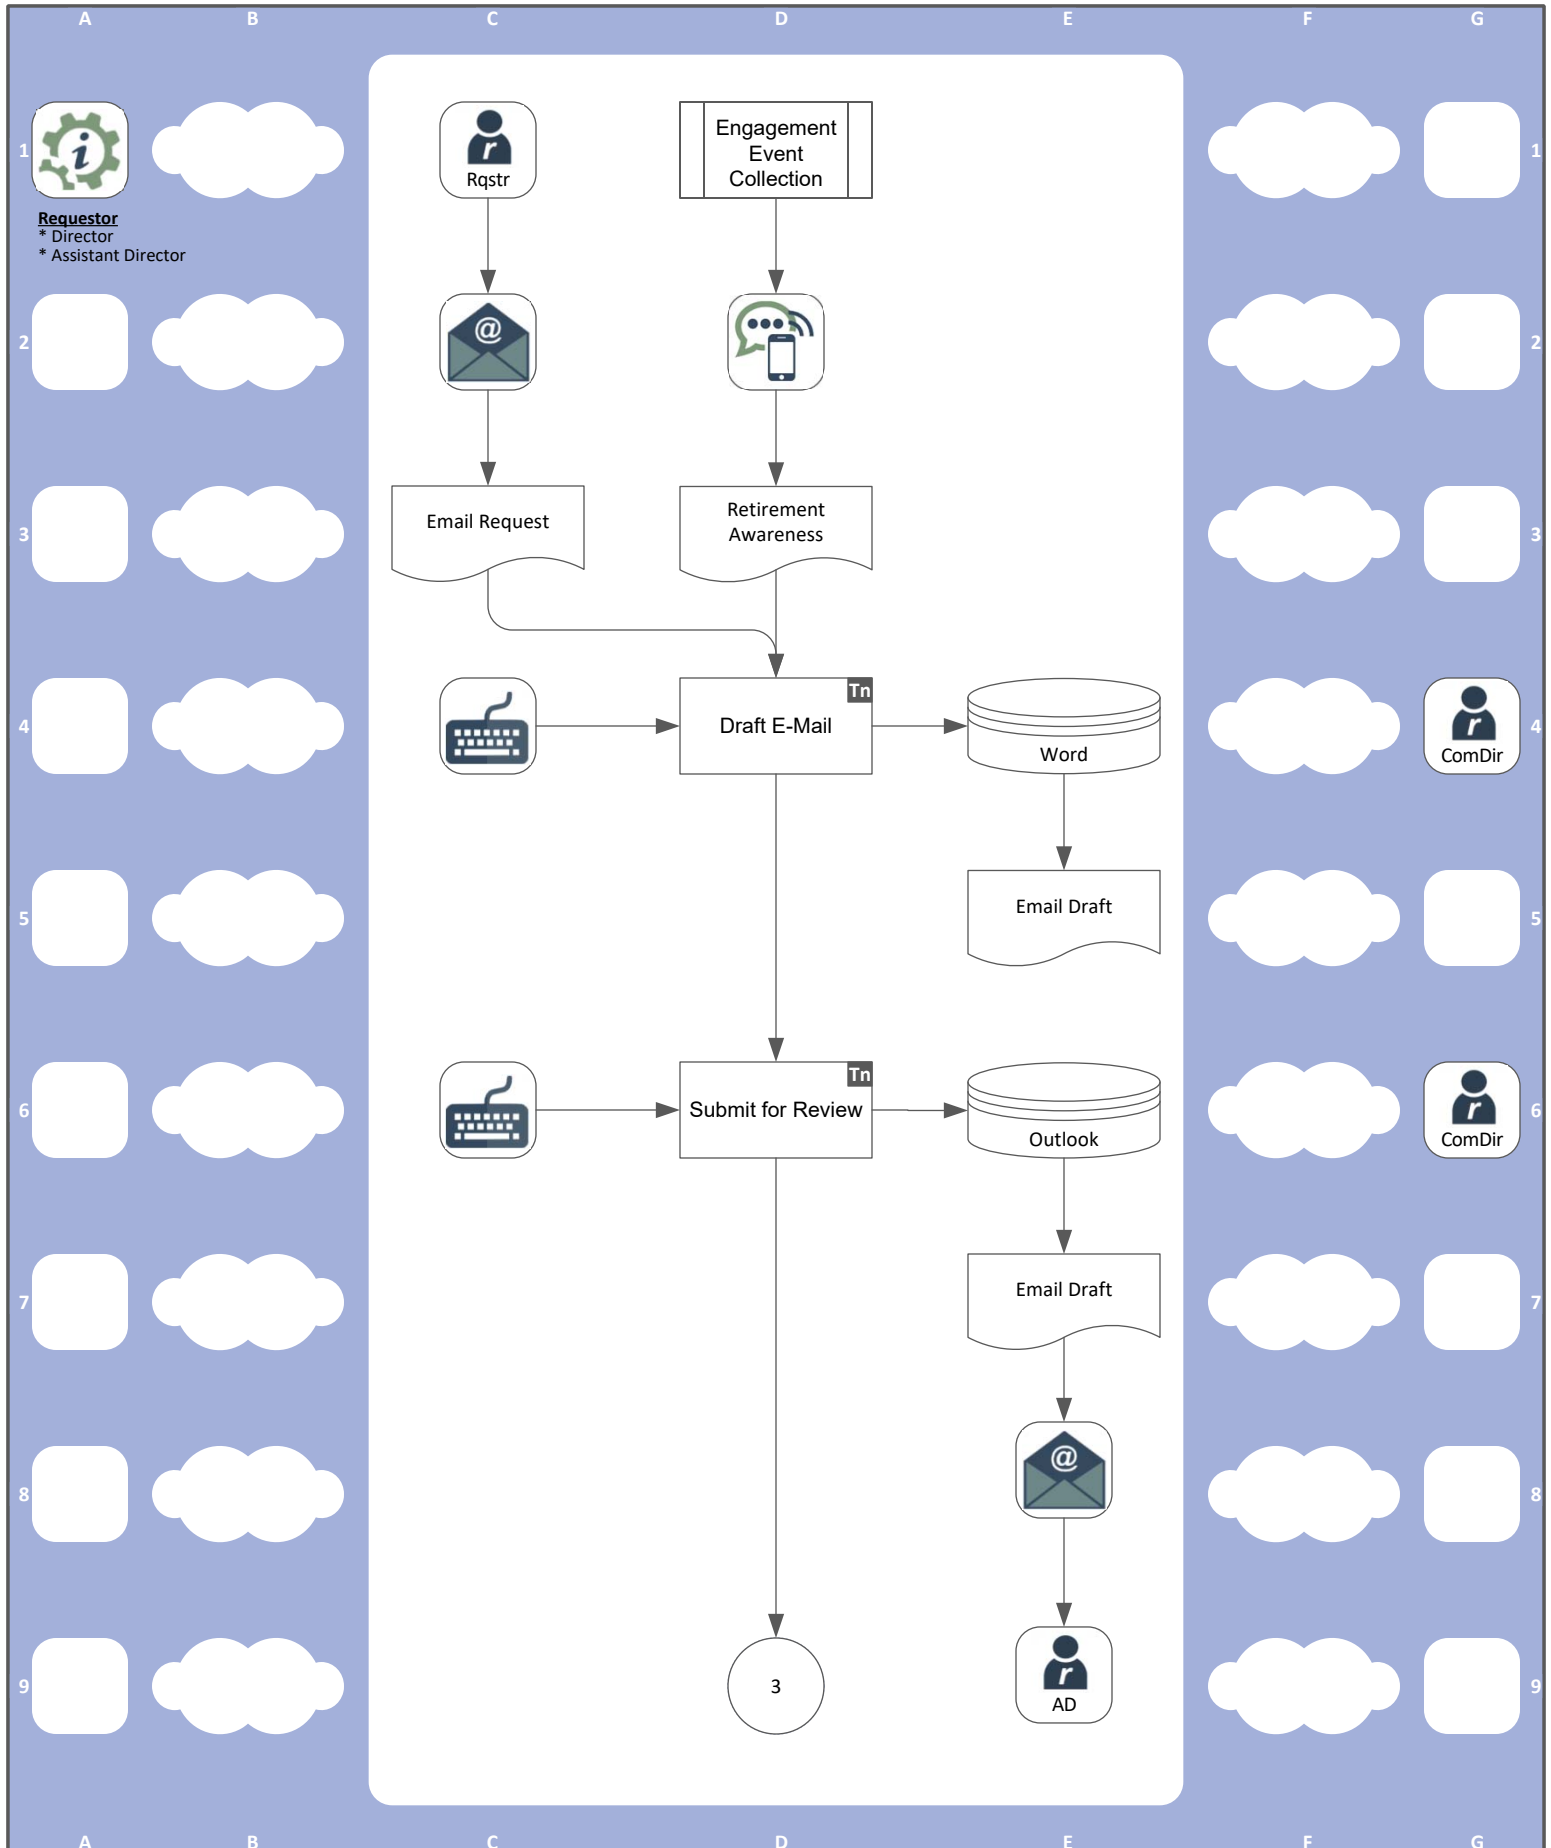 A B C D E F G
1 i r Rqstr Engagement 1
Event
Collection
Requestor
* Director
* Assistant Director
2 @ 2
3 Email Request Retirement 3
Awareness
Tn
4 Draft E-Mail Word r ComDir 4
5 Email Draft 5
Tn
6 Submit for Review Outlook r ComDir 6
7 Email Draft 7
8 @ 8
9 3 r AD 9
A B C D E F G